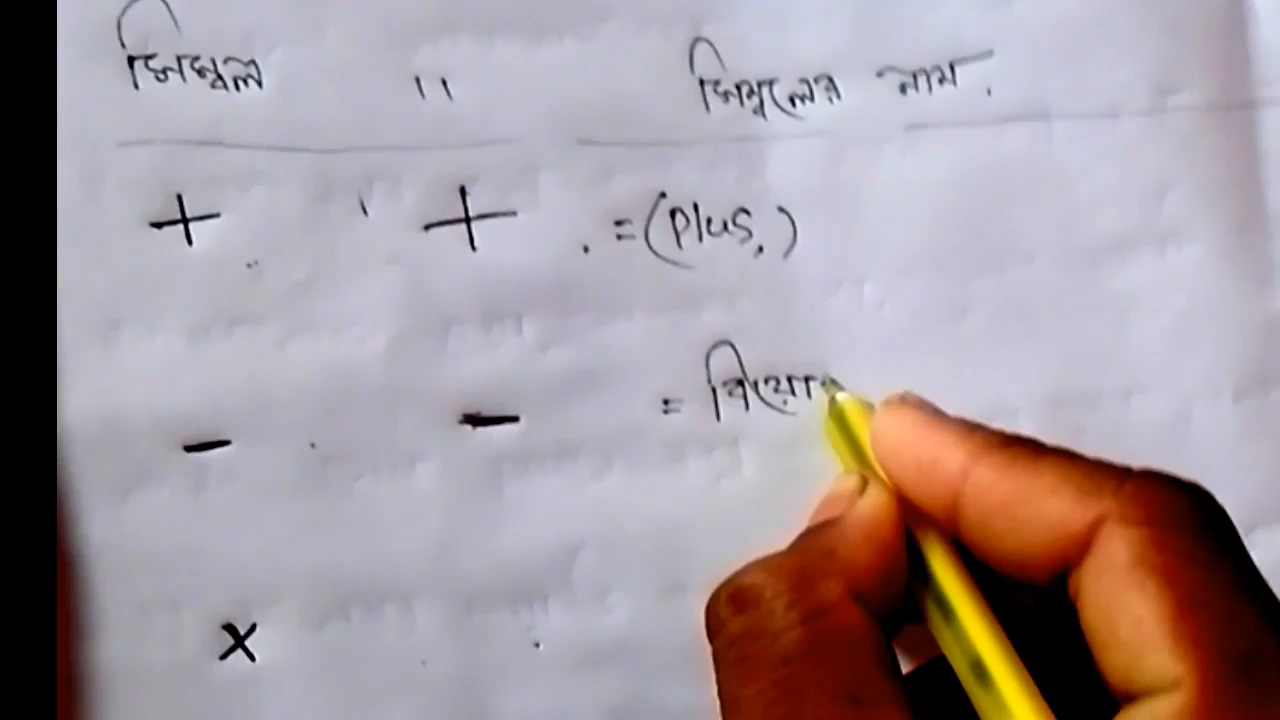 সিম্বল " সিম্বলের নাম.
+ + = (Plus.)
- - = বিয়ো
×